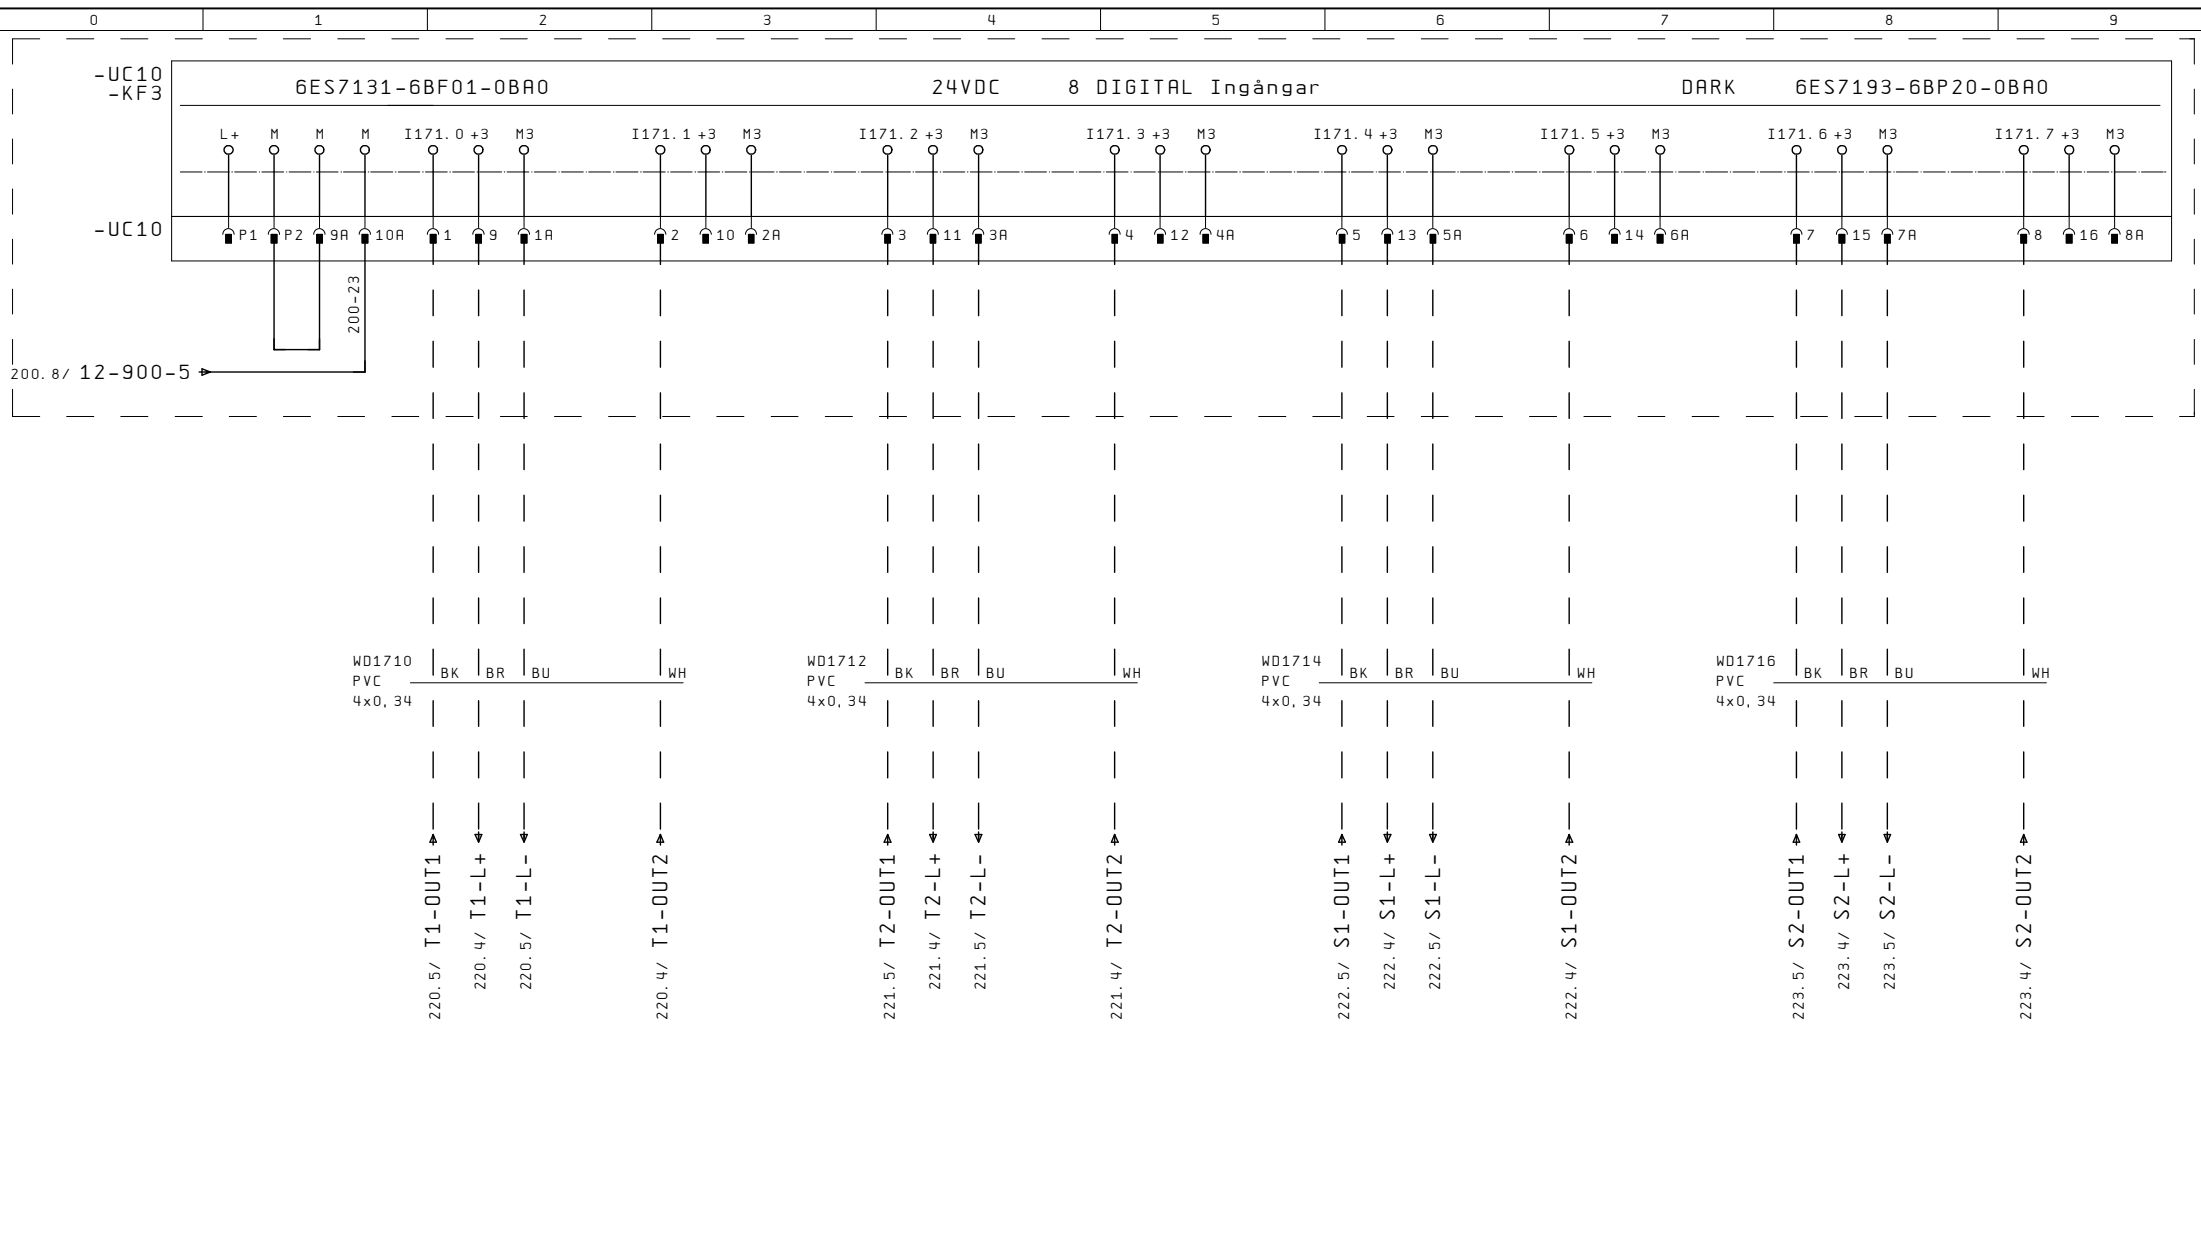 0 1 2 3 4 5 6 7 8 9
-UC10
-KF3
6ES7131-6BF01-0BA0 24VDC 8 DIGITAL Ingångar DARK 6ES7193-6BP20-0BA0
L+ M M M I171.0 +3 M3 I171.1 +3 M3 I171.2 +3 M3 I171.3 +3 M3 I171.4 +3 M3 I171.5 +3 M3 I171.6 +3 M3 I171.7 +3 M3
-UC10 P1 P2 9A 10A 1 9 1A 2 10 2A 3 11 3A 4 12 4A 5 13 5A 6 14 6A 7 15 7A 8 16 8A
200-23
200.8/ 12-900-5
WD1710
PVC
4x0,34
BK BR BU WH
WD1712
PVC
4x0,34
BK BR BU WH
WD1714
PVC
4x0,34
BK BR BU WH
WD1716
PVC
4x0,34
BK BR BU WH
220.5/ T1-OUT1
220.4/ T1-L+
220.5/ T1-L-
220.4/ T1-OUT2
221.5/ T2-OUT1
221.4/ T2-L+
221.5/ T2-L-
221.4/ T2-OUT2
222.5/ S1-OUT1
222.4/ S1-L+
222.5/ S1-L-
222.4/ S1-OUT2
223.5/ S2-OUT1
223.4/ S2-L+
223.5/ S2-L-
223.4/ S2-OUT2